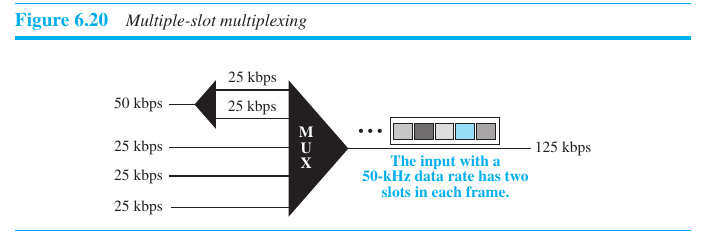 Figure 6.20 Multiple-slot multiplexing
25 kbps
50 kbps
25 kbps
25 kbps
25 kbps
25 kbps
M
U
X
•••
125 kbps
The input with a
50-kHz data rate has two
slots in each frame.